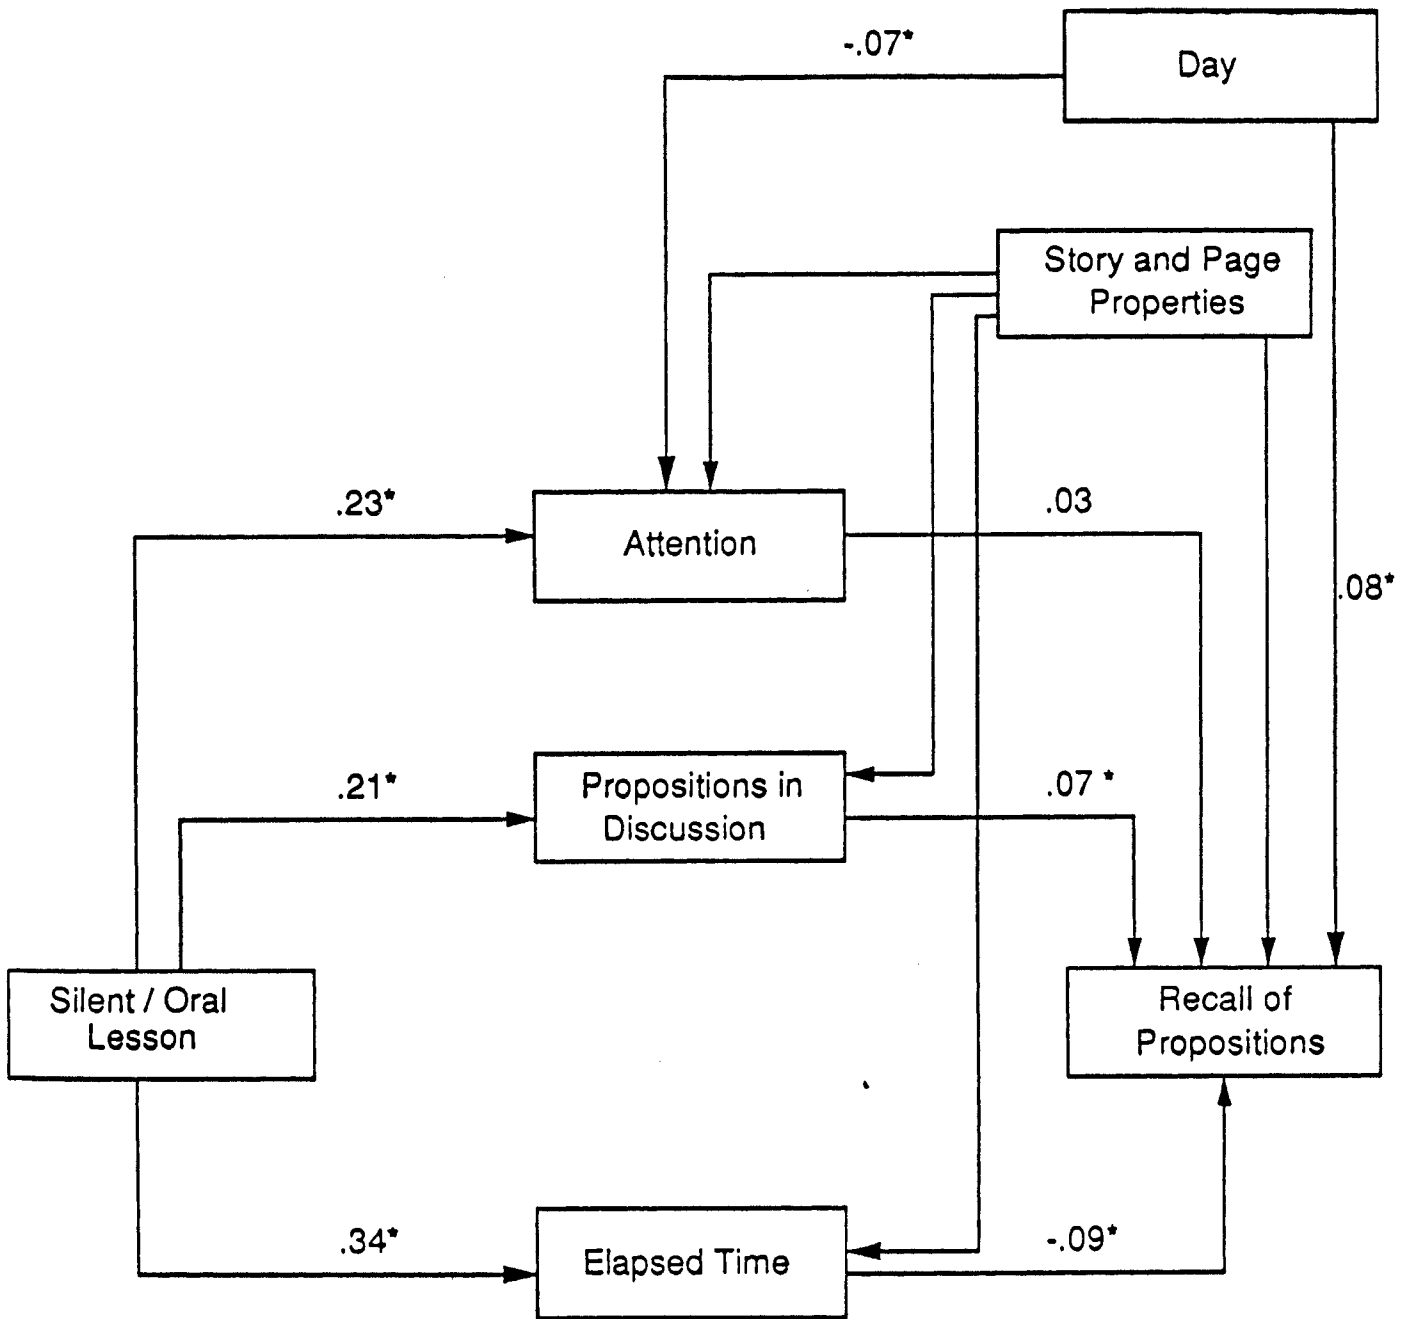 -.07*
Day
Story and Page
Properties
.23*
Attention
.03
.08*
.21*
Propositions in
Discussion
.07 *
Silent / Oral
Lesson
Recall of
Propositions
.34*
Elapsed Time
-.09*